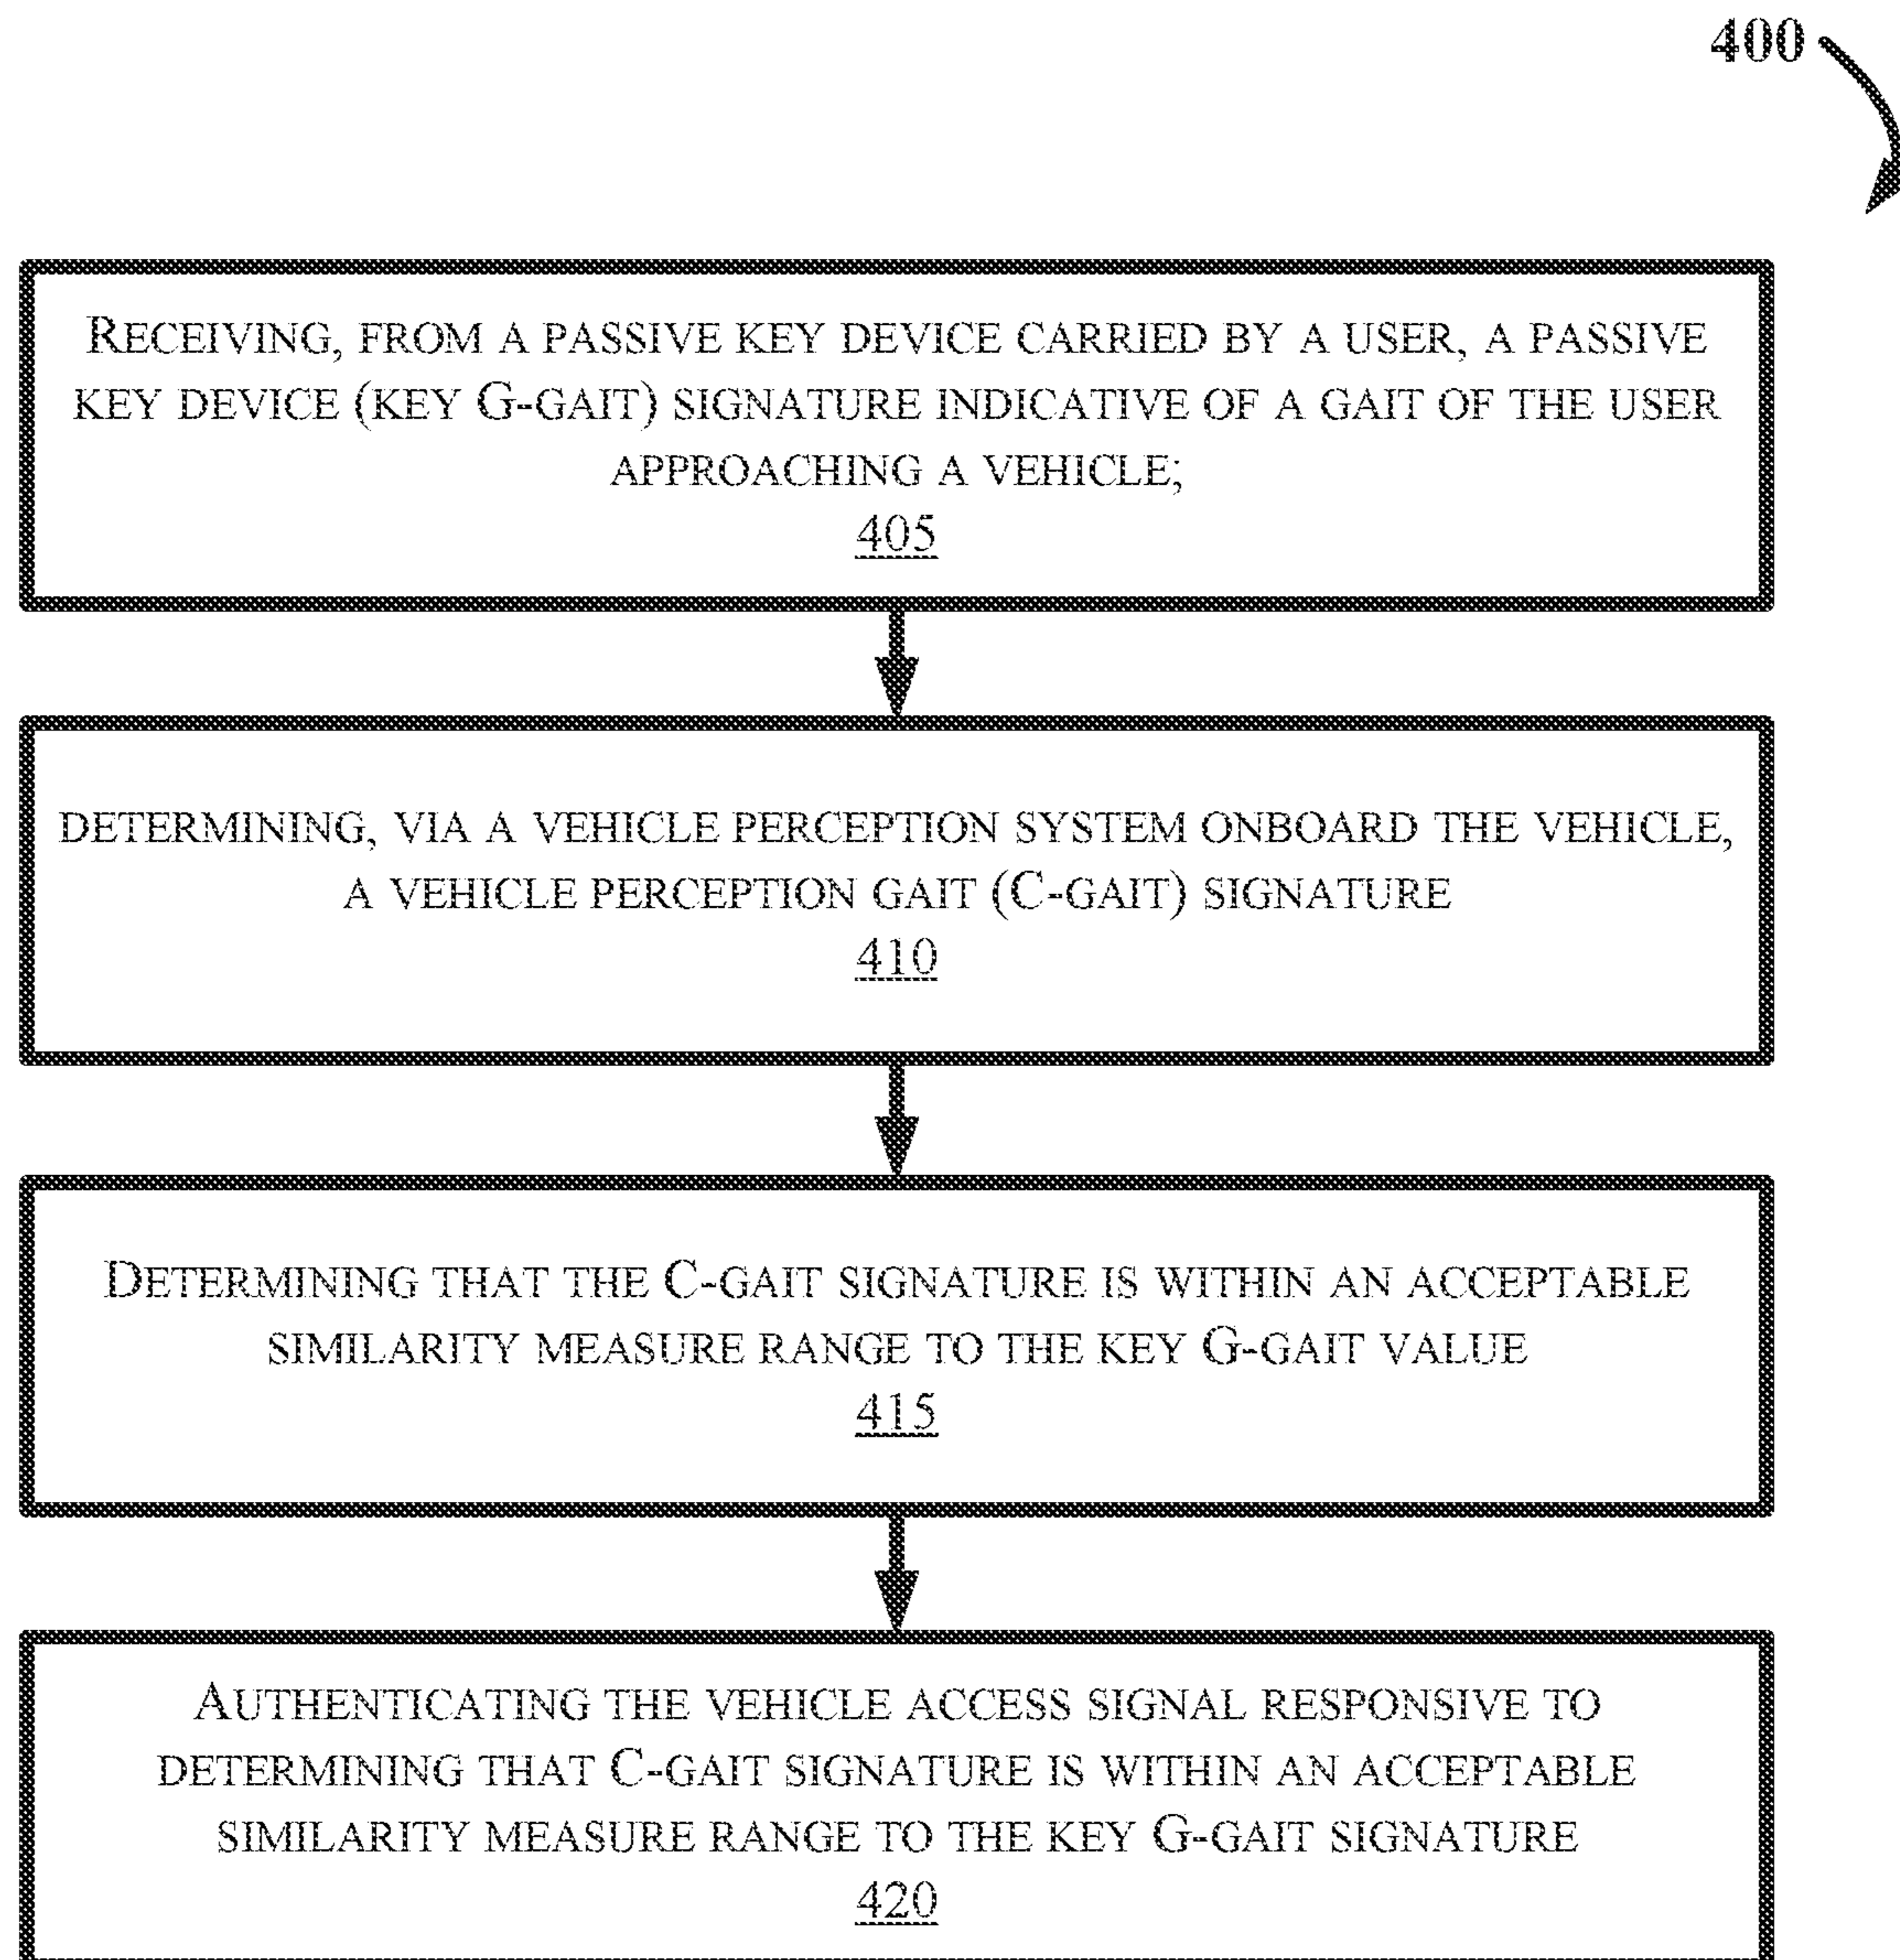 400
RECEIVING, FROM A PASSIVE KEY DEVICE CARRIED BY A USER, A PASSIVE
KEY DEVICE (KEY G-GAIT) SIGNATURE INDICATIVE OF A GAIT OF THE USER
APPROACHING A VEHICLE;
405
DETERMINING, VIA A VEHICLE PERCEPTION SYSTEM ONBOARD THE VEHICLE,
A VEHICLE PERCEPTION GAIT (C-GAIT) SIGNATURE
410
DETERMINING THAT THE C-GAIT SIGNATURE IS WITHIN AN ACCEPTABLE
SIMILARITY MEASURE RANGE TO THE KEY G-GAIT VALUE
415
AUTHENTICATING THE VEHICLE ACCESS SIGNAL RESPONSIVE TO
DETERMINING THAT C-GAIT SIGNATURE IS WITHIN AN ACCEPTABLE
SIMILARITY MEASURE RANGE TO THE KEY G-GAIT SIGNATURE
420